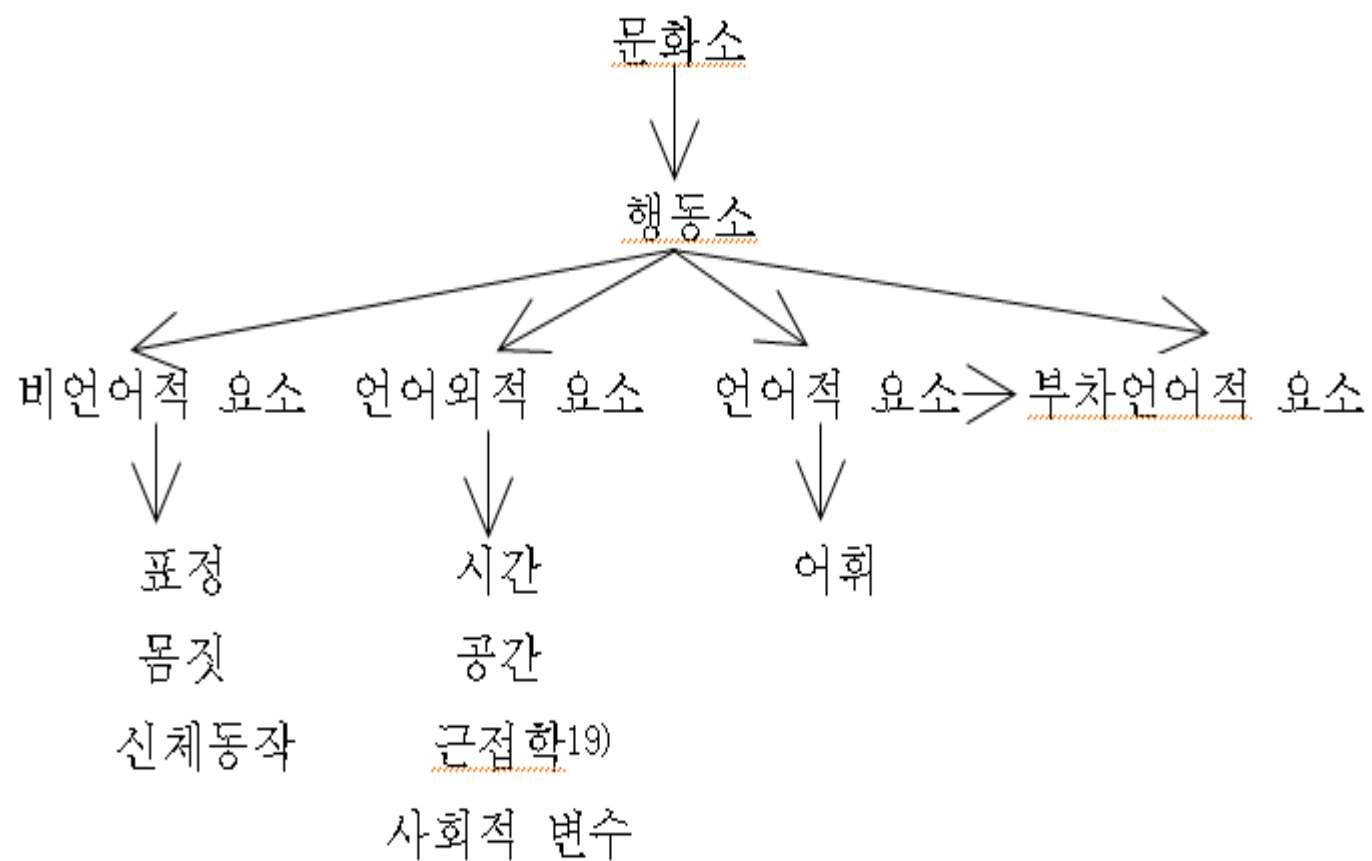 문화소
행동소
비언어적 요소 언어외적 요소 언어적 요소 부차언어적 요소
표정 시간 어휘
몸짓 공간
신체동작 근접학19)
사회적 변수